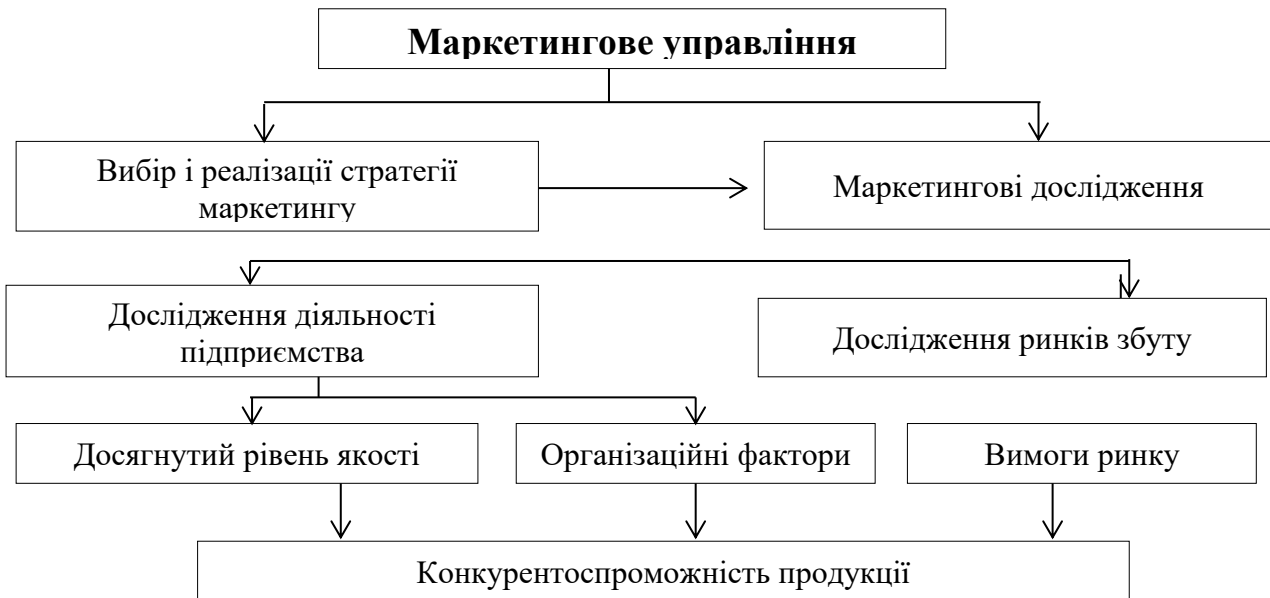 Маркетингове управління
Вибір і реалізації стратегії
маркетингу
Маркетингові дослідження
Дослідження діяльності
підприємства
Дослідження ринків збуту
Досягнутий рівень якості
Організаційні фактори
Вимоги ринку
Конкурентоспроможність продукції